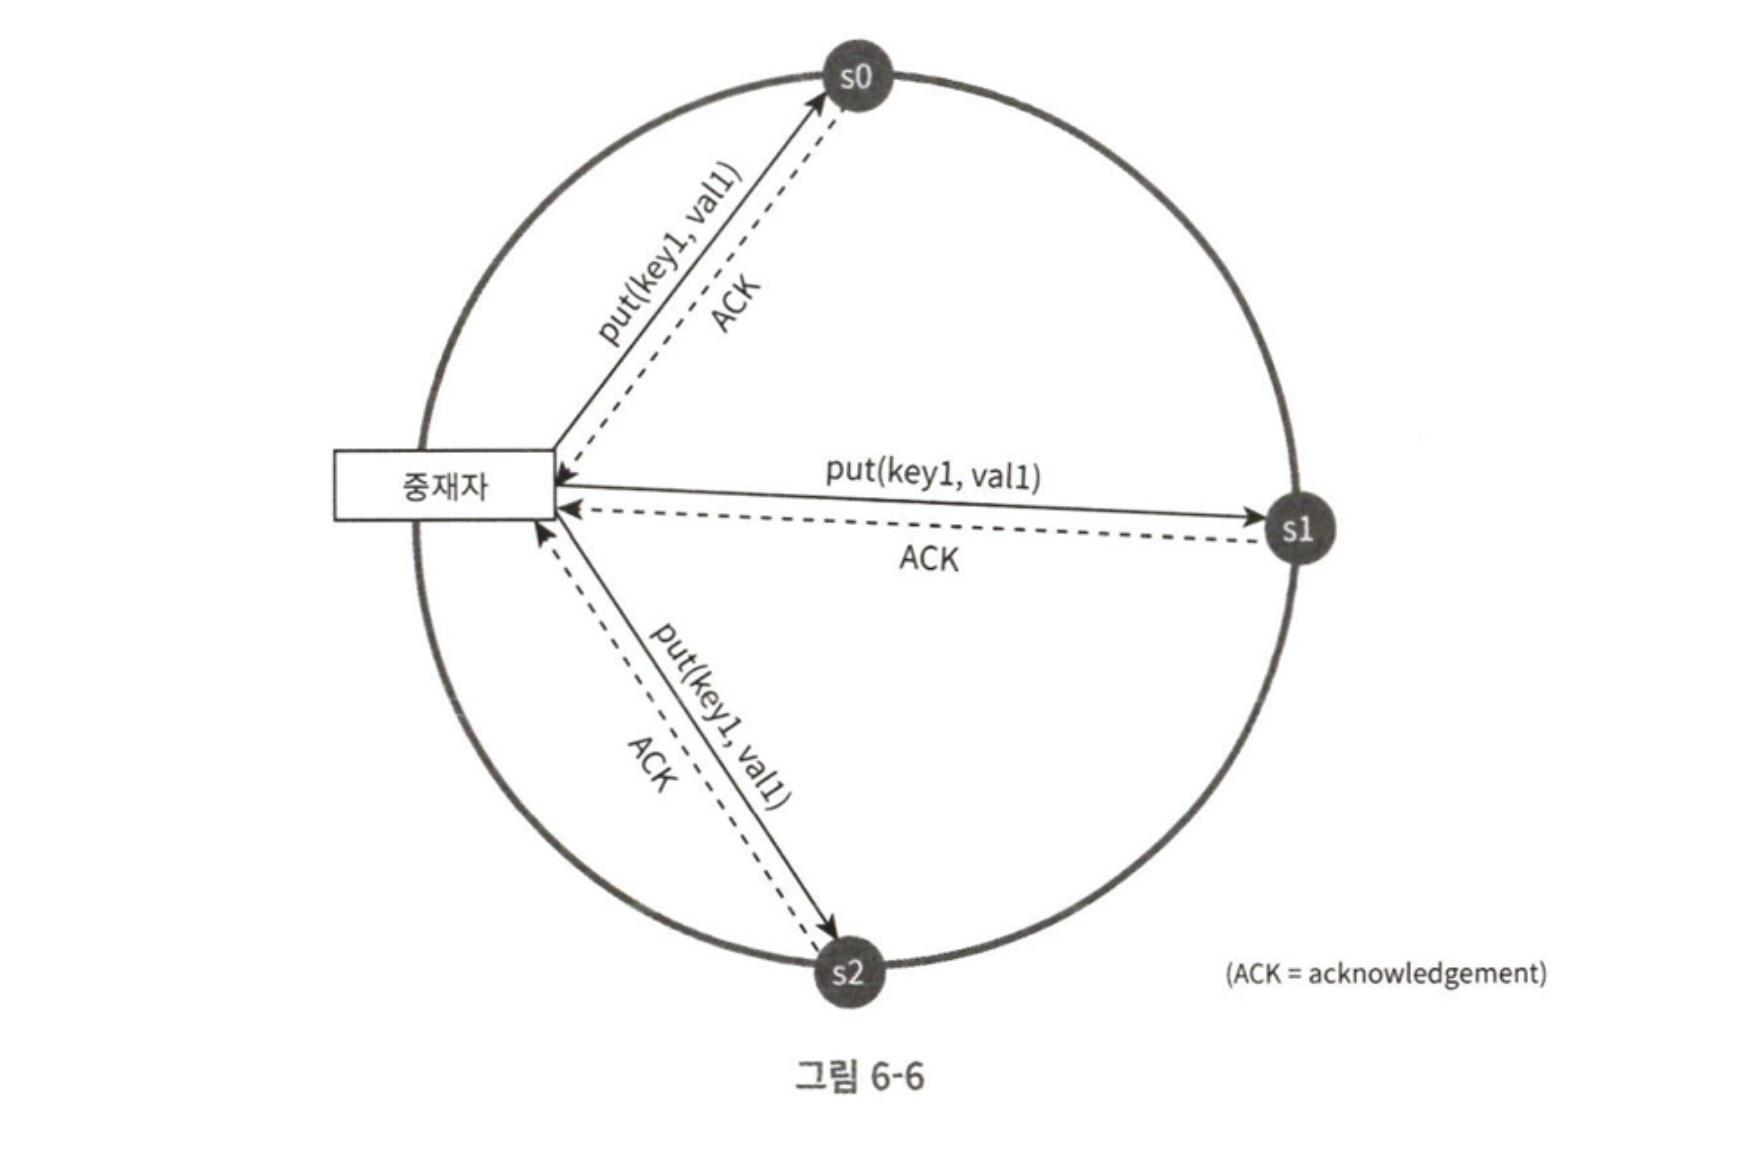 s0
put(key1, val1)
ACK
중재자
put(key1, val1)
ACK
s1
put(key1, val1)
ACK
s2
(ACK = acknowledgement)
그림 6-6